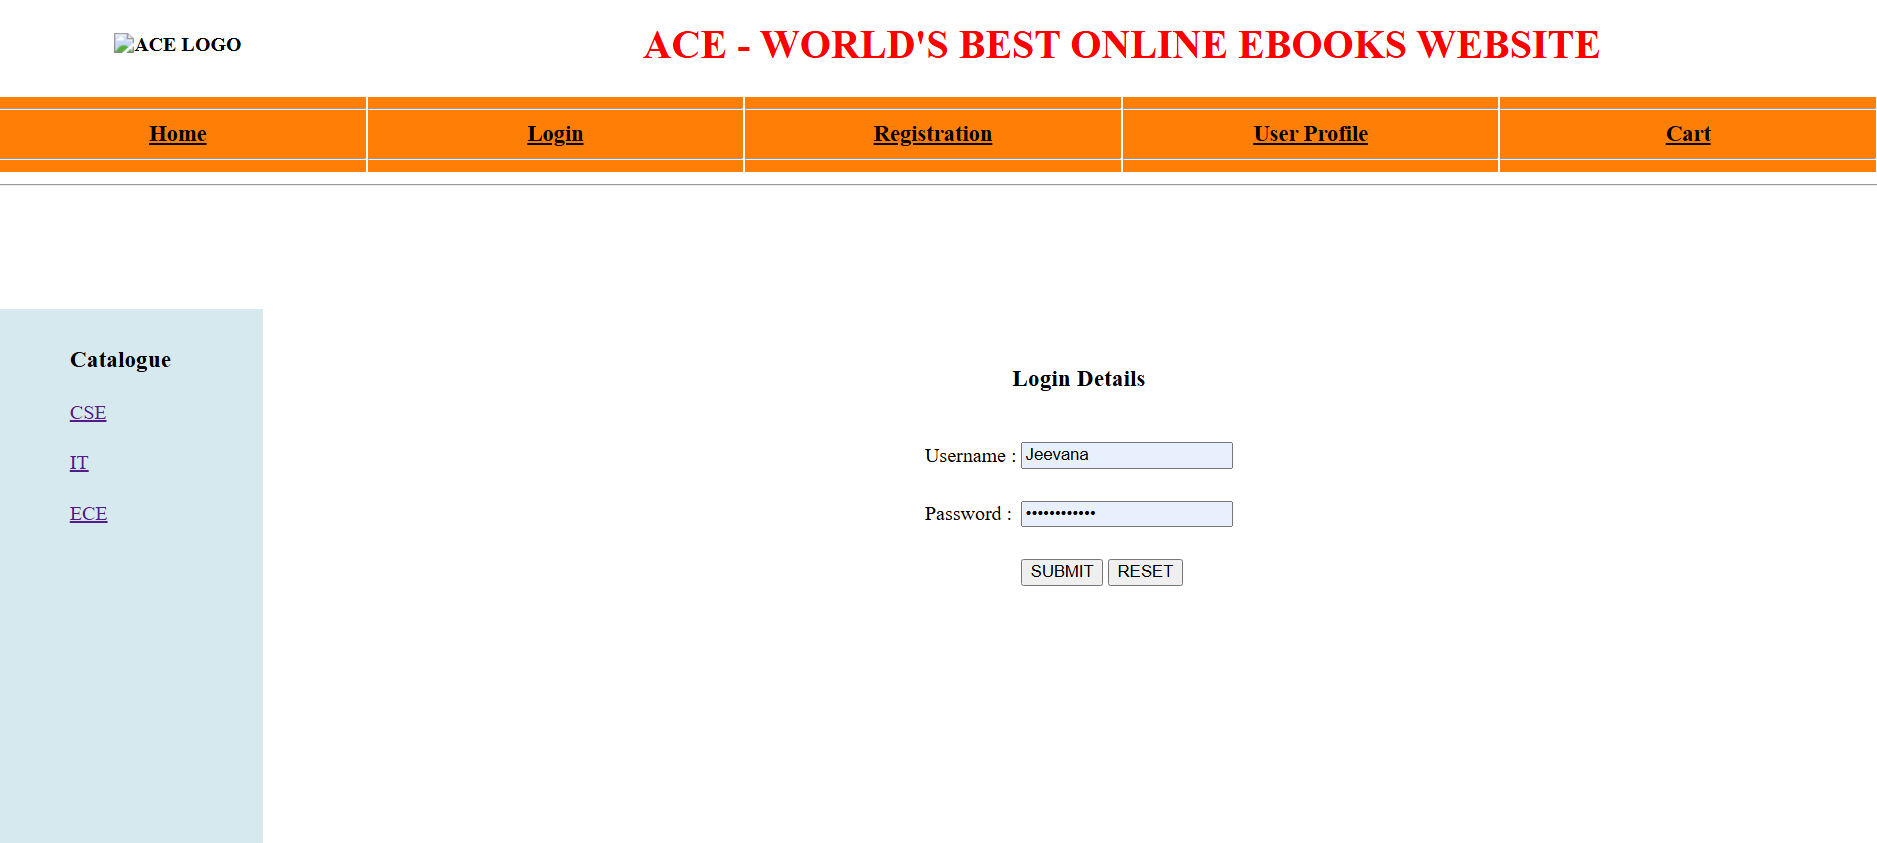 ACE LOGO
ACE - WORLD'S BEST ONLINE EBOOKS WEBSITE
Home Login Registration User Profile Cart
Catalogue
CSE
IT
ECE
Login Details
Username : Jeevana
Password : ••••••••••••
SUBMIT RESET